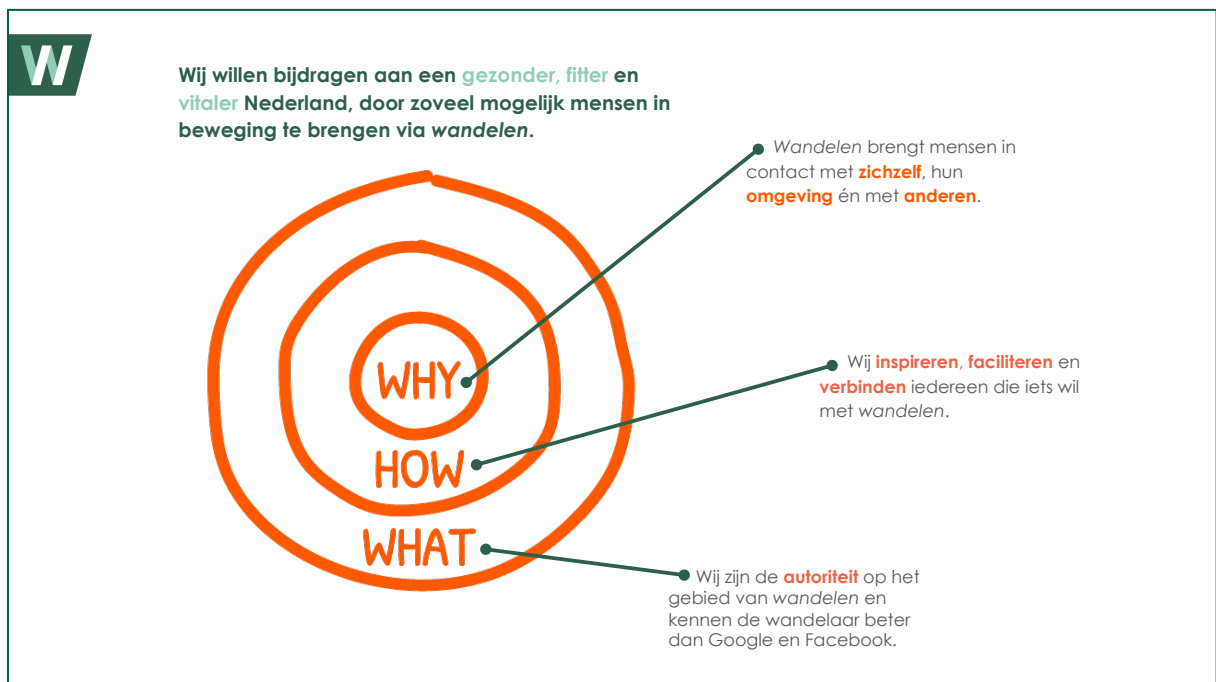 W
Wij willen bijdragen aan een gezonder, fitter en
vitaler Nederland, door zoveel mogelijk mensen in
beweging te brengen via wandelen.
Wandelen brengt mensen in
contact met zichzelf, hun
omgeving én met anderen.
WHY
Wij inspireren, faciliteren en
verbinden iedereen die iets wil
met wandelen.
HOW
WHAT
Wij zijn de autoriteit op het
gebied van wandelen en
kennen de wandelaar beter
dan Google en Facebook.